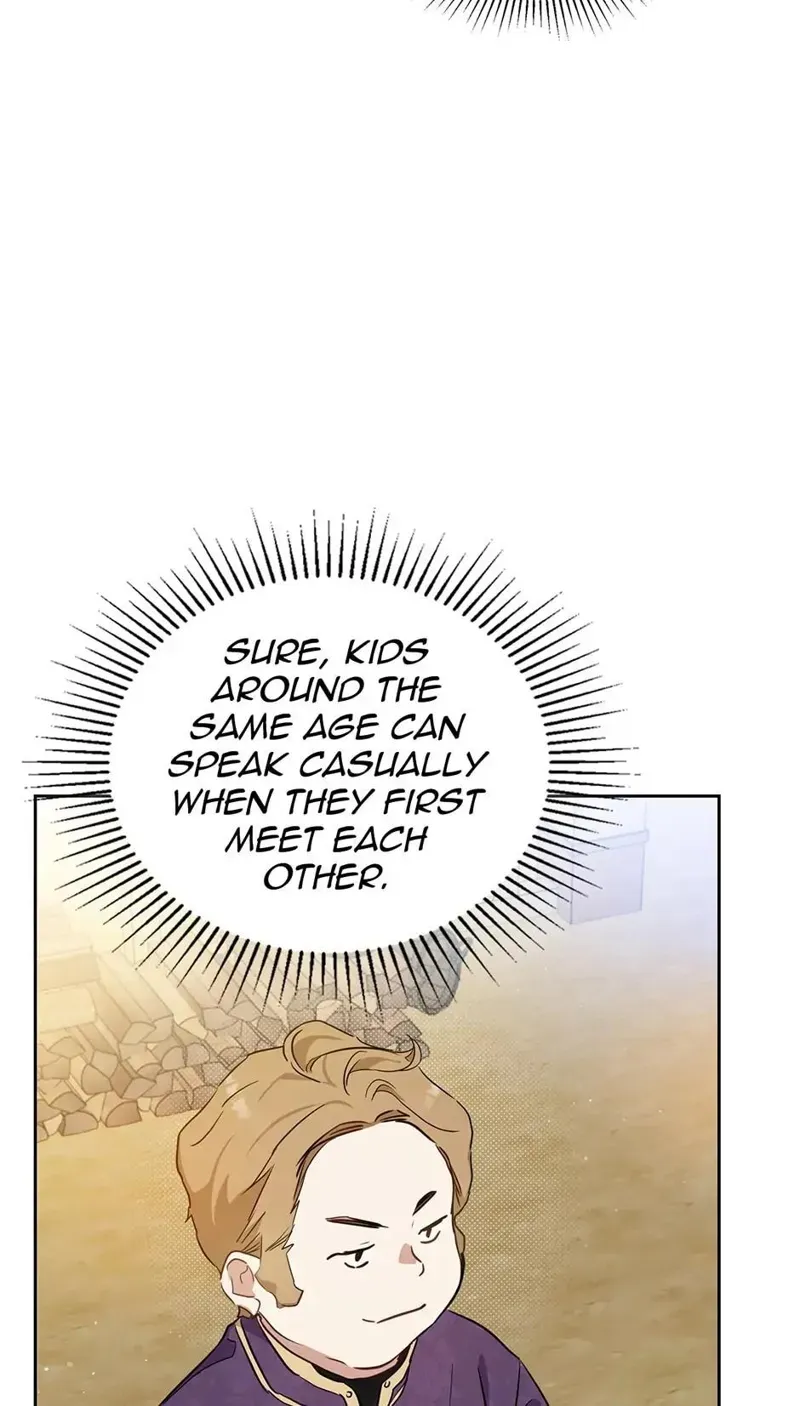 SURE, KIDS
AROUND THE
SAME AGE CAN
SPEAK CASUALLY
WHEN THEY FIRST
MEET EACH
OTHER.